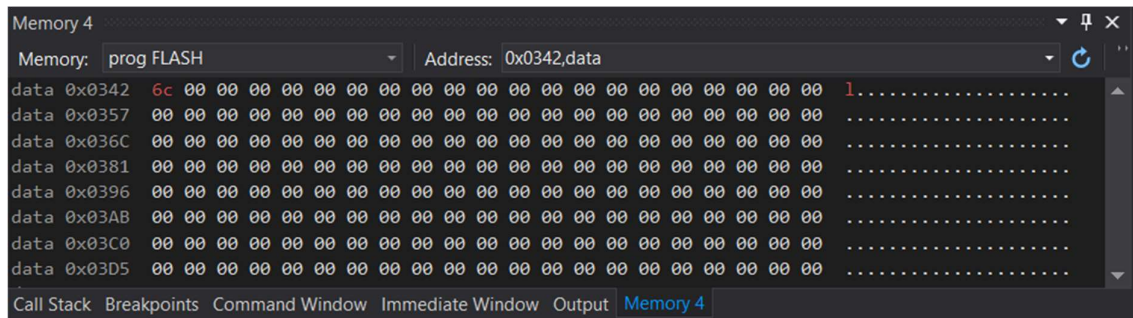 Memory 4
Memory: prog FLASH Address: 0x0342,data
data 0x0342 6c 00 00 00 00 00 00 00 00 00 00 00 00 00 00 00 00 00 00 00 00 l....................
data 0x0357 00 00 00 00 00 00 00 00 00 00 00 00 00 00 00 00 00 00 00 00 00 .....................
data 0x036C 00 00 00 00 00 00 00 00 00 00 00 00 00 00 00 00 00 00 00 00 00 .....................
data 0x0381 00 00 00 00 00 00 00 00 00 00 00 00 00 00 00 00 00 00 00 00 00 .....................
data 0x0396 00 00 00 00 00 00 00 00 00 00 00 00 00 00 00 00 00 00 00 00 00 .....................
data 0x03AB 00 00 00 00 00 00 00 00 00 00 00 00 00 00 00 00 00 00 00 00 00 .....................
data 0x03C0 00 00 00 00 00 00 00 00 00 00 00 00 00 00 00 00 00 00 00 00 00 .....................
data 0x03D5 00 00 00 00 00 00 00 00 00 00 00 00 00 00 00 00 00 00 00 00 00 .....................
Call Stack Breakpoints Command Window Immediate Window Output Memory 4